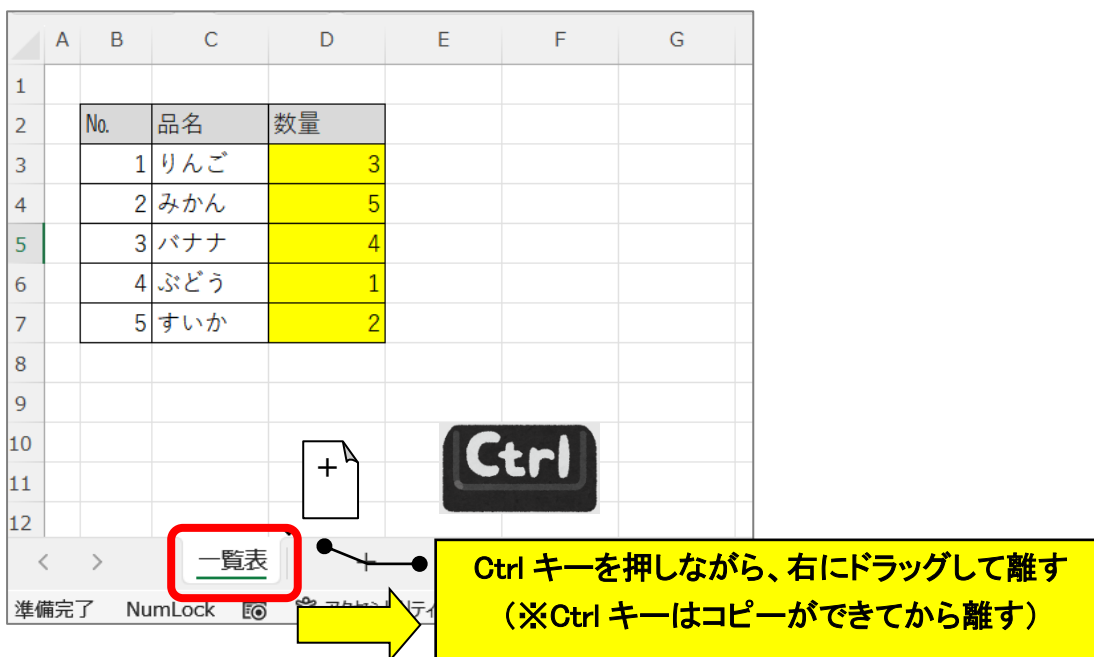 A B C D E F G
1
2 № 品名 数量
3 1 りんご 3
4 2 みかん 5
5 3 バナナ 4
6 4 ぶどう 1
7 5 すいか 2
8
9
10
11
12
+
Ctrl
< > 一覧表 +
準備完了 NumLock
Ctrl キーを押しながら、右にドラッグして離す
（※Ctrl キーはコピーができてから離す）